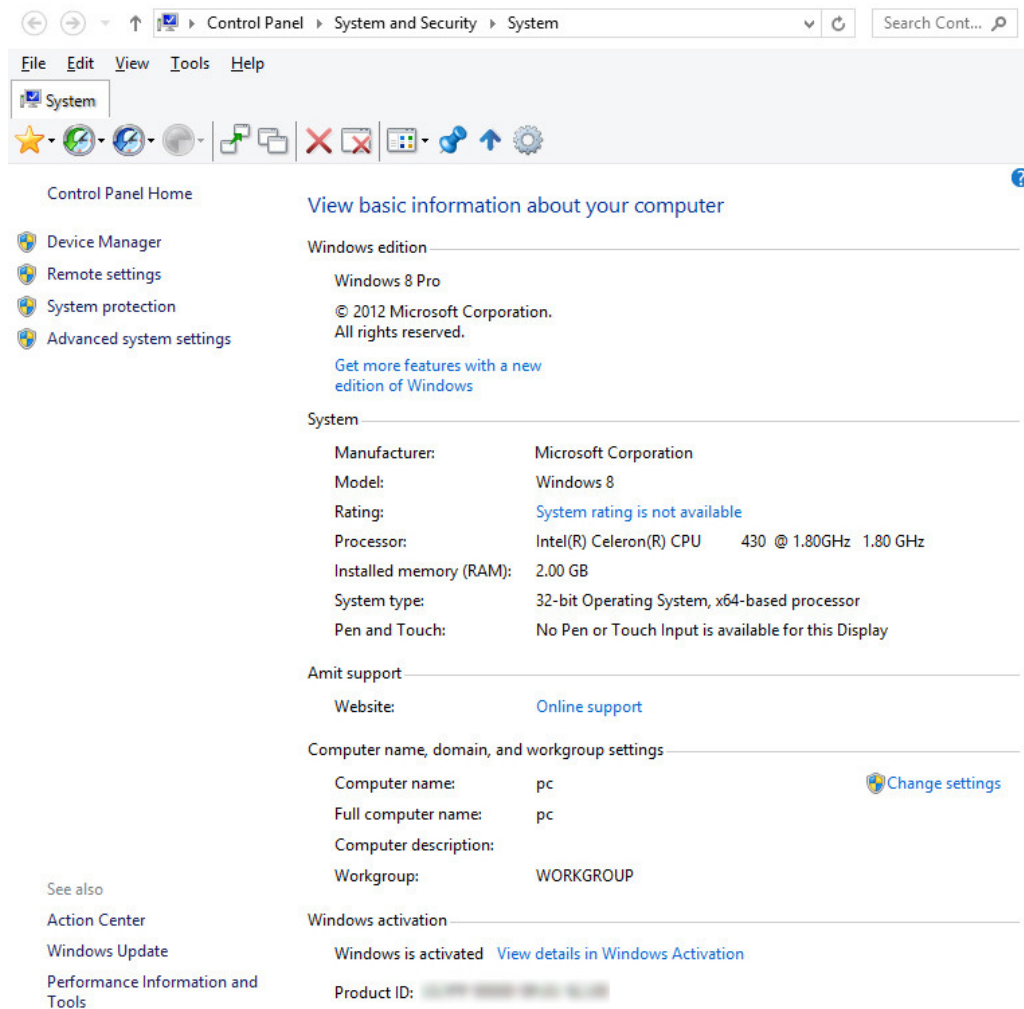 Control Panel System and Security System
Search Cont...
File Edit View Tools Help
System
Control Panel Home
Device Manager
Remote settings
System protection
Advanced system settings
See also
Action Center
Windows Update
Performance Information and
Tools
View basic information about your computer
Windows edition
Windows 8 Pro
© 2012 Microsoft Corporation.
All rights reserved.
Get more features with a new
edition of Windows
System
Manufacturer: Microsoft Corporation
Model: Windows 8
Rating: System rating is not available
Processor: Intel(R) Celeron(R) CPU 430 @ 1.80GHz 1.80 GHz
Installed memory (RAM): 2.00 GB
System type: 32-bit Operating System, x64-based processor
Pen and Touch: No Pen or Touch Input is available for this Display
Amit support
Website: Online support
Computer name, domain, and workgroup settings
Computer name: pc Change settings
Full computer name: pc
Computer description:
Workgroup: WORKGROUP
Windows activation
Windows is activated View details in Windows Activation
Product ID: